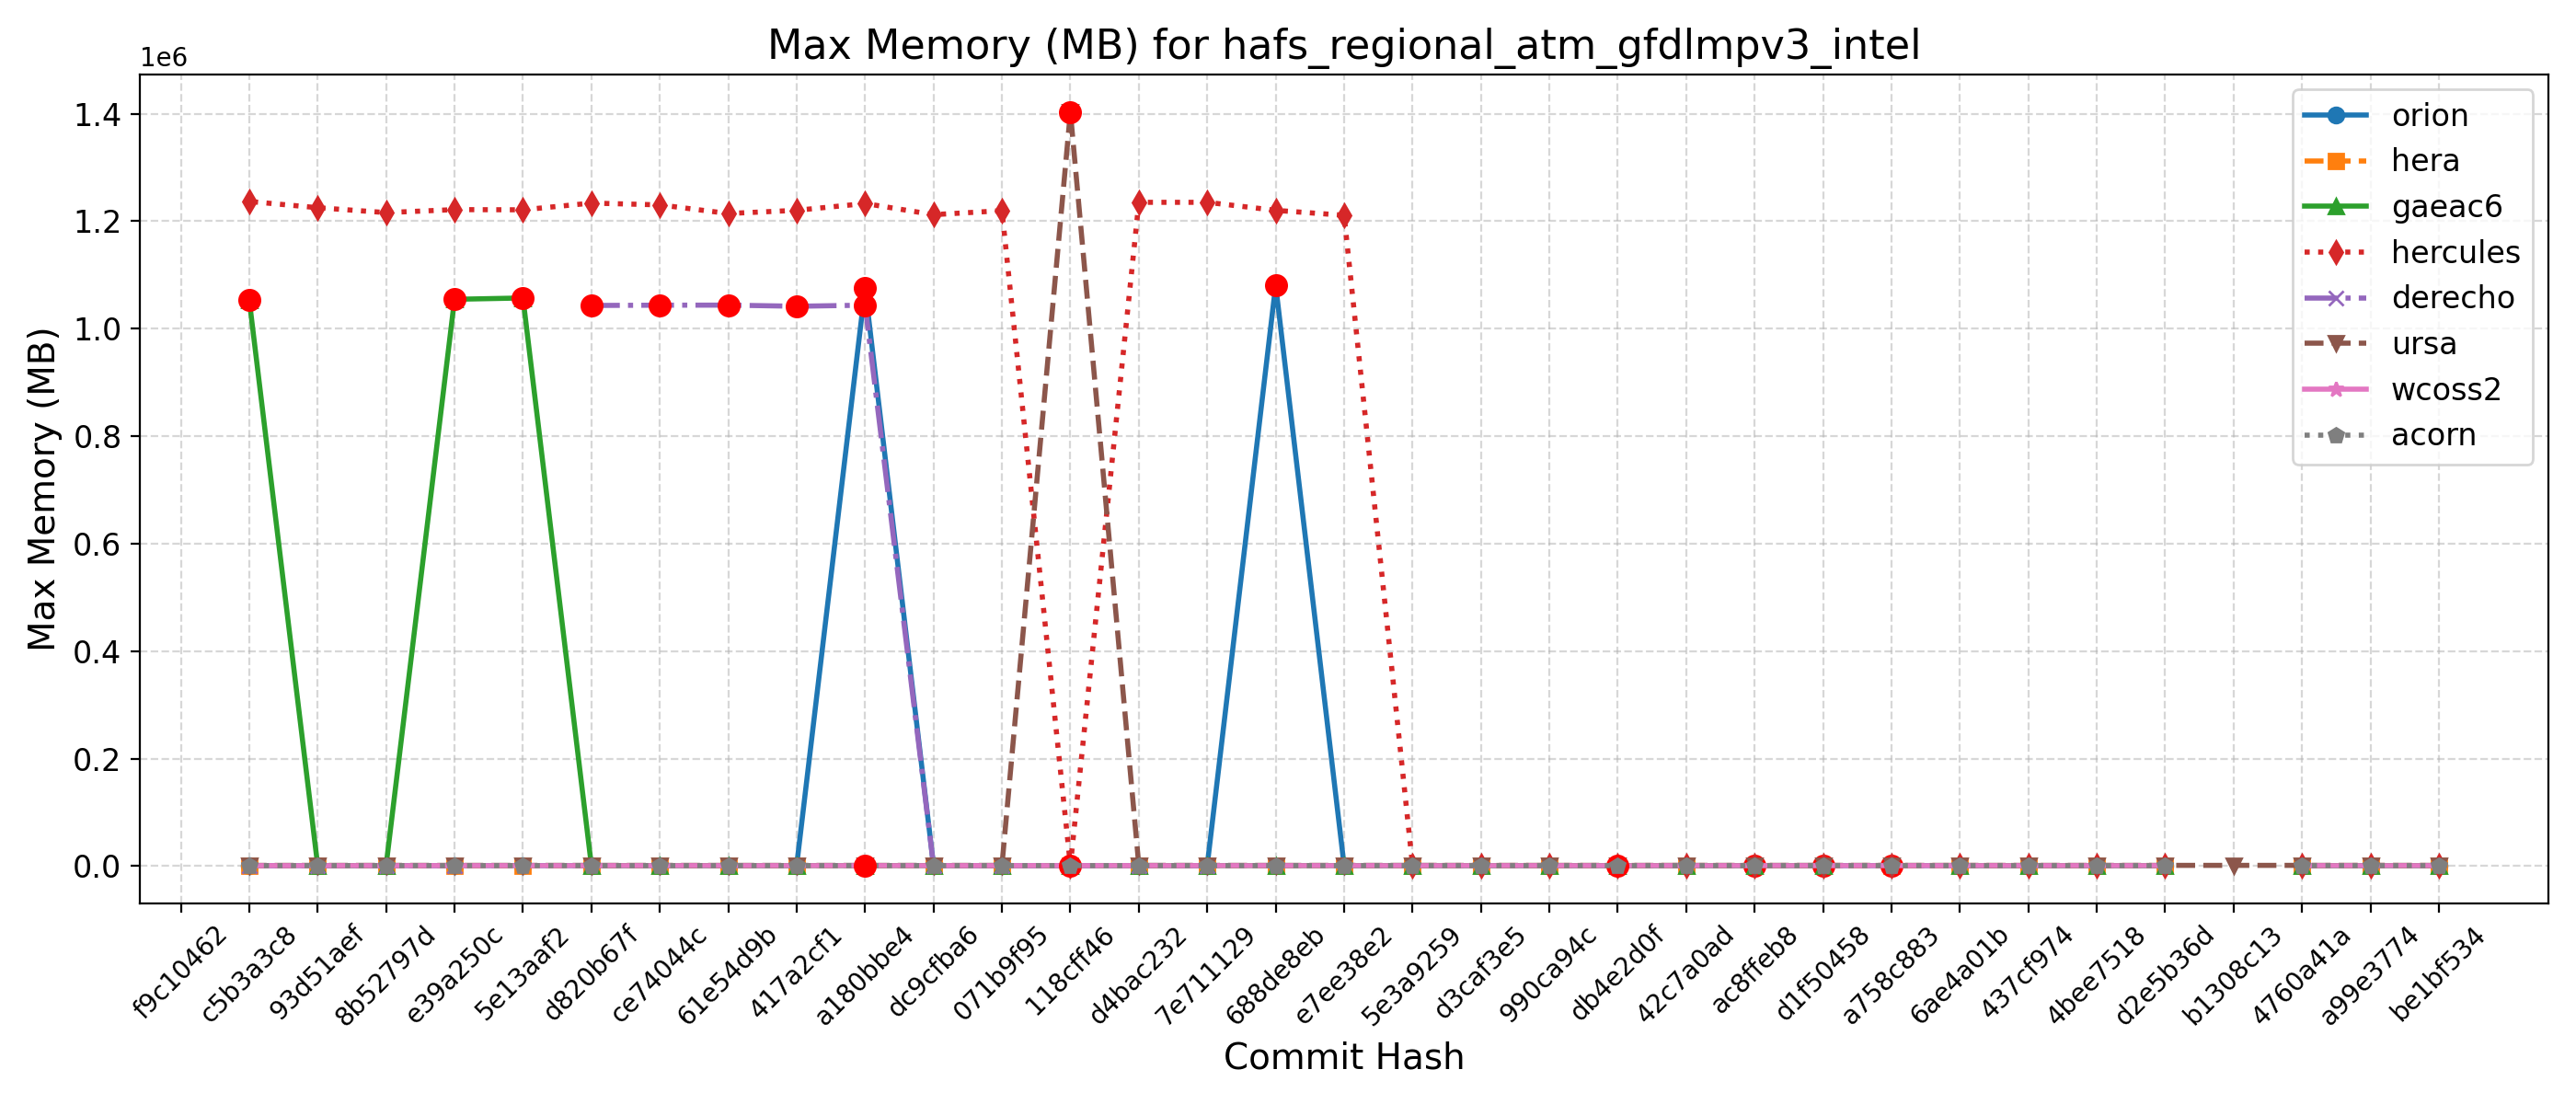 Max Memory (MB) for hafs_regional_atm_gfdlmpv3_intel
1e6
1.4
1.2
1.0
0.8
0.6
0.4
0.2
0.0
Max Memory (MB)
orion
hera
gaeac6
hercules
derecho
ursa
wcoss2
acorn
f9c10462
c5b3a3c8
93d51aef
8b52797d
e39a250c
5e13aaf2
d820b67f
ce74044c
61e54d9b
417a2cf1
a180bbe4
dc9cfba6
071b9f95
118cff46
d4bac232
7e711129
688de8eb
e7ee38e2
5e3a9259
d3caf3e5
990ca94c
db4e2d0f
42c7a0ad
ac8ffeb8
d1f50458
a758c883
6ae4a01b
437cf974
4bee7518
d2e5b36d
b1308c13
4760a41a
a99e3774
be1bf534
Commit Hash